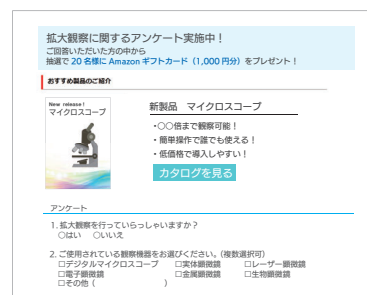 拡大観察に関するアンケート実施中!
ご回答いただいた方の中から
抽選で 20 名様に Amazon ギフトカード(1,000 円分)をプレゼント!
おすすめ製品のご紹介
New release!
マイクロスコープ
新製品 マイクロスコープ
・○○倍まで観察可能!
・簡単操作で誰でも使える!
・低価格で導入しやすい!
カタログを見る
アンケート
1. 拡大観察を行っていらっしゃいますか?
○はい ○いいえ
2. ご使用されている観察機器をお選びください。(複数選択可)
□デジタルマイクロスコープ □実体顕微鏡 □レーザー顕微鏡
□電子顕微鏡 □金属顕微鏡 □生物顕微鏡
□その他( )